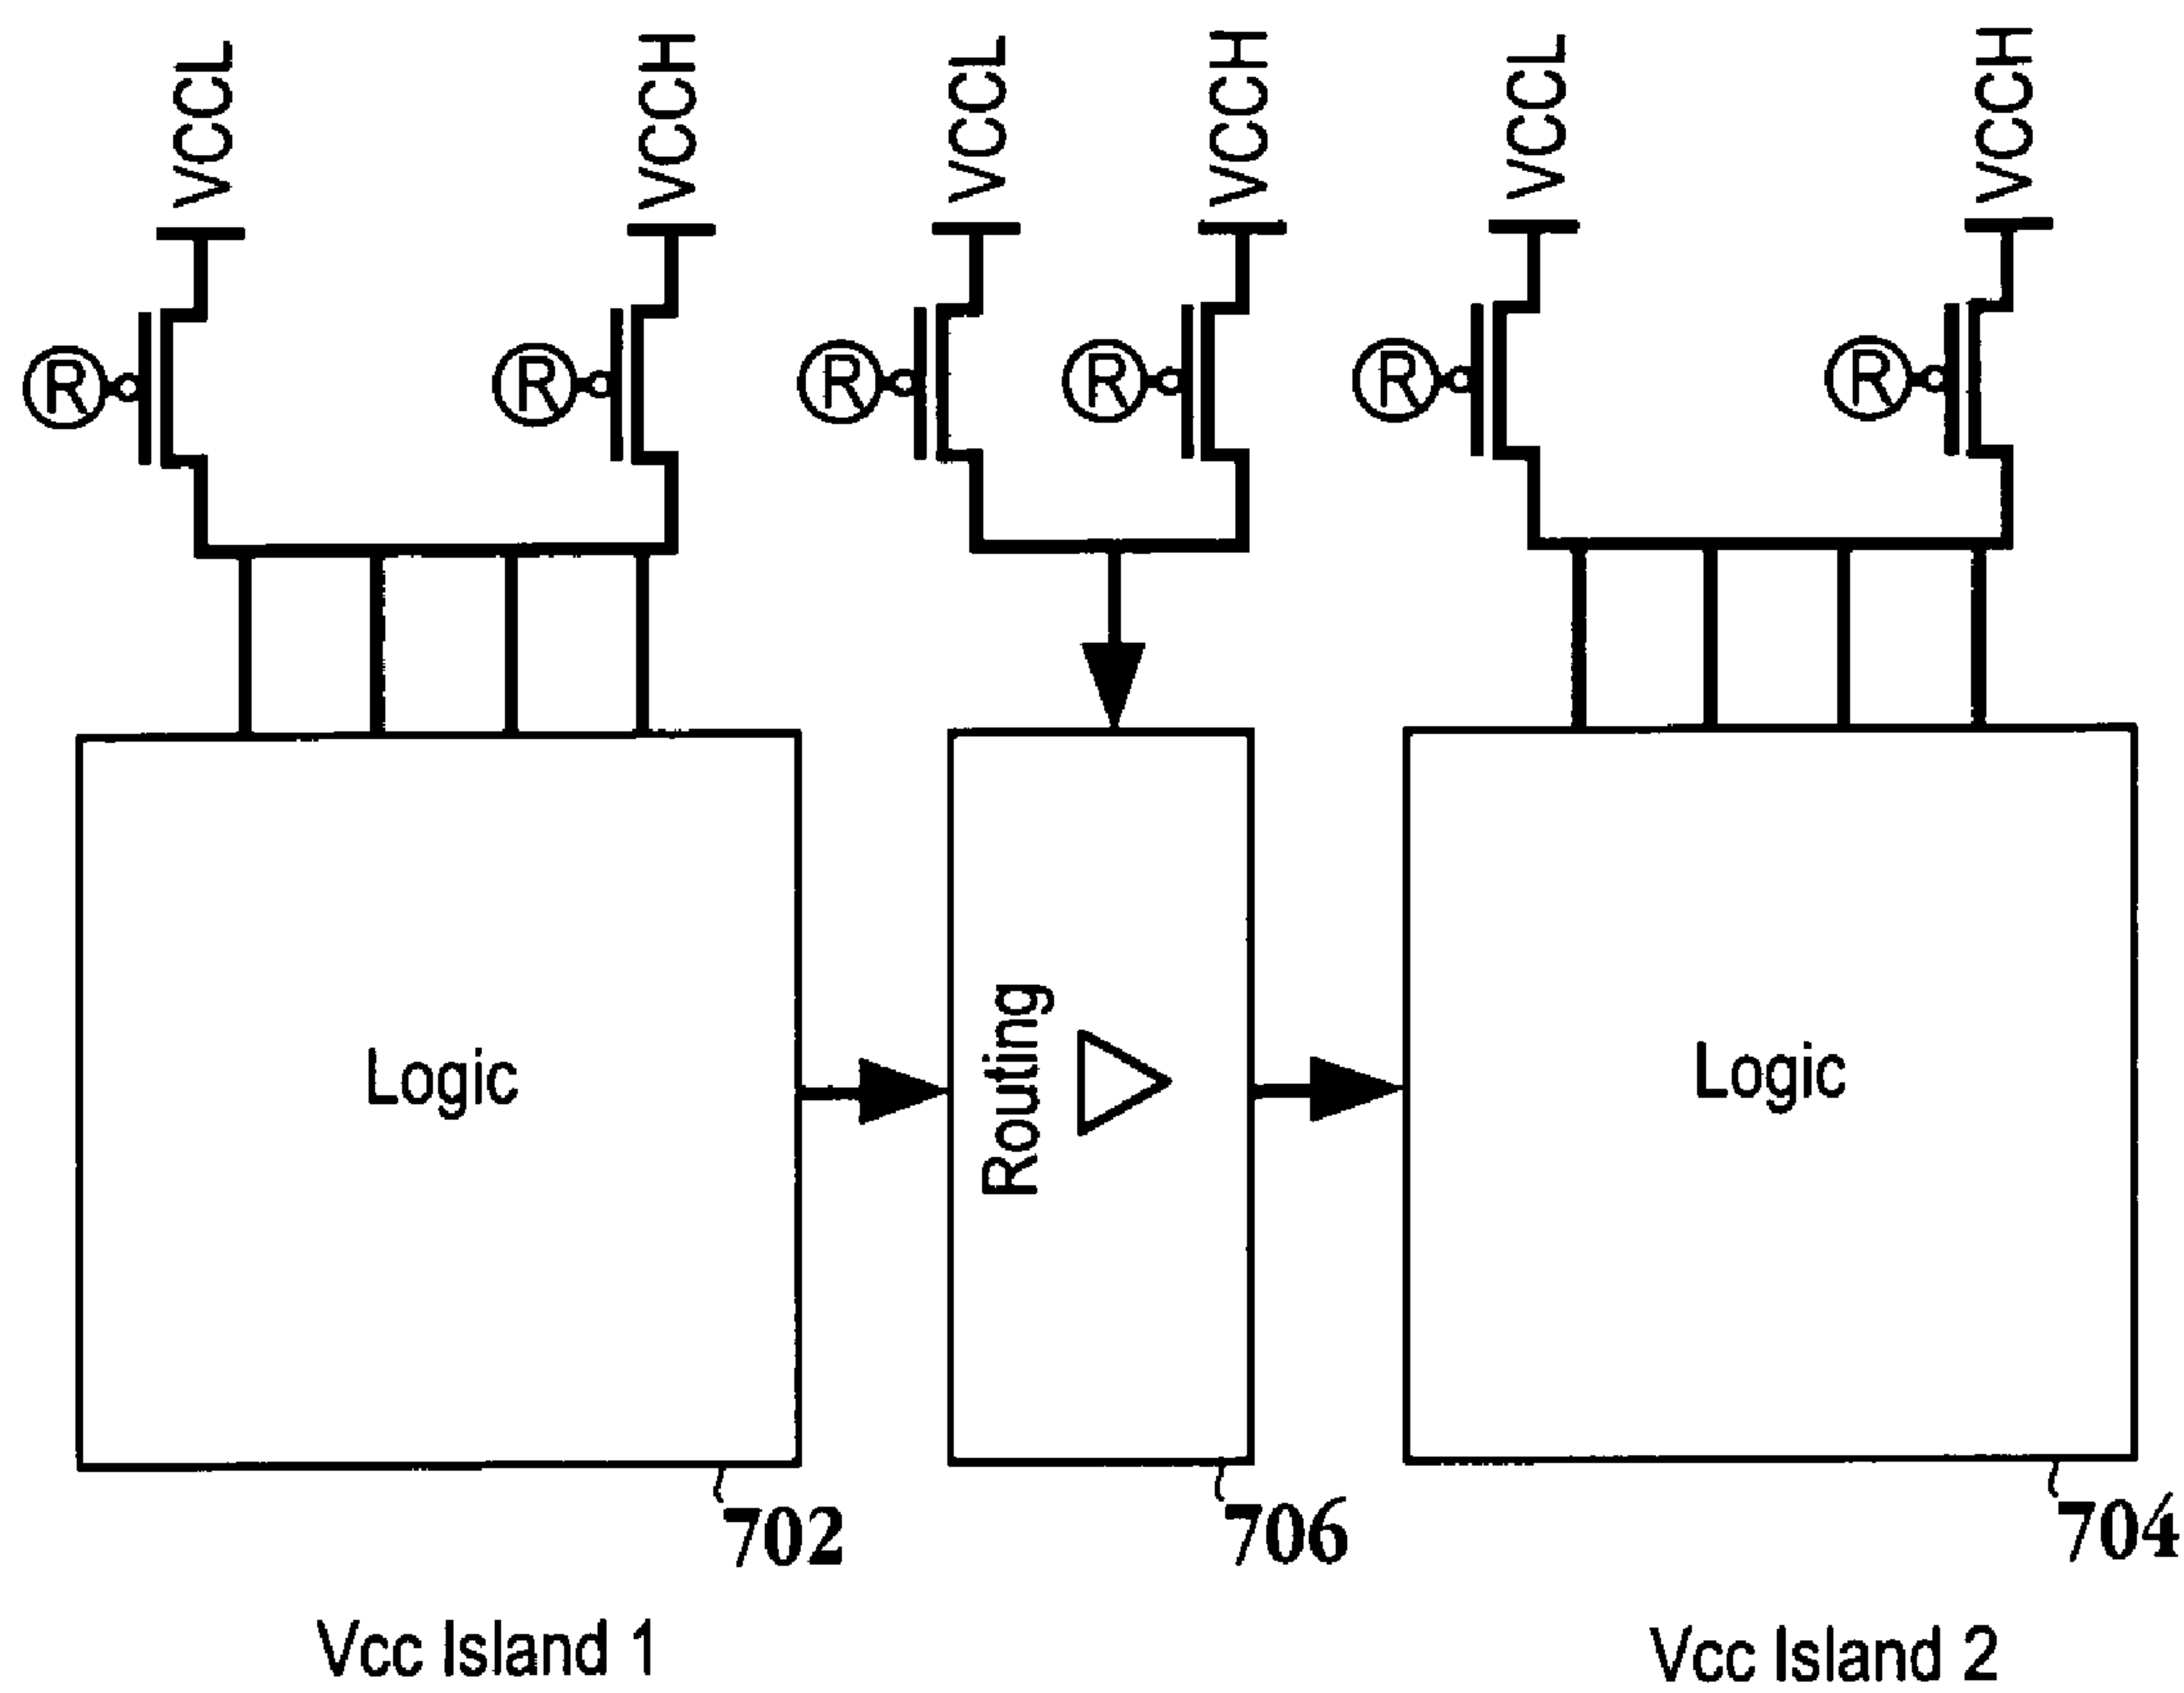 VCCL
VCCH
VCCL
VCCH
VCCL
VCCH
R
R
R
R
R
R
Logic
Routing
Logic
702
706
704
Vcc Island 1
Vcc Island 2